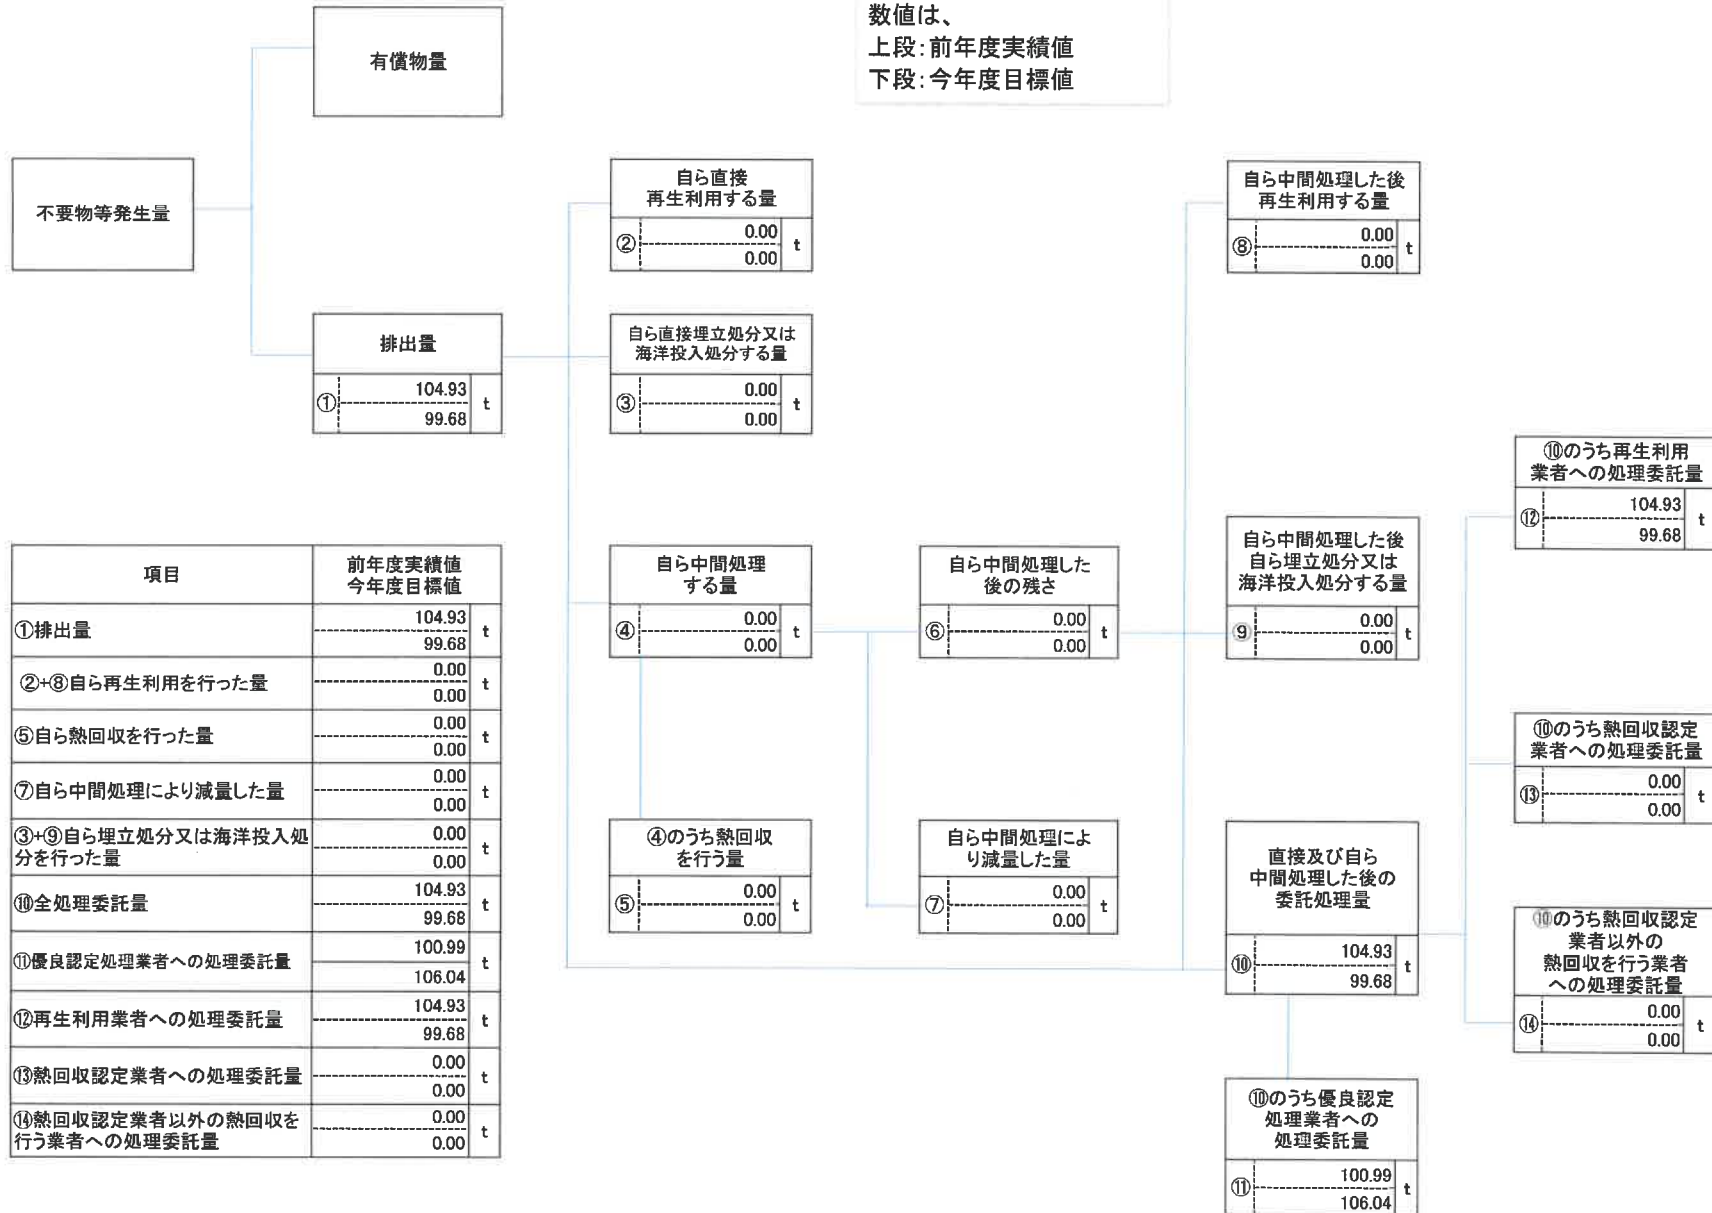 数値は、
上段:前年度実績値
下段:今年度目標値
有償物量
不要物等発生量
排出量
① 104.93 t
99.68
自ら直接
再生利用する量
② 0.00 t
0.00
自ら直接埋立処分又は
海洋投入処分する量
③ 0.00 t
0.00
自ら中間処理
する量
④ 0.00 t
0.00
④のうち熱回収
を行う量
⑤ 0.00 t
0.00
自ら中間処理した
後の残さ
⑥ 0.00 t
0.00
自ら中間処理によ
り減量した量
⑦ 0.00 t
0.00
自ら中間処理した後
再生利用する量
⑧ 0.00 t
0.00
自ら中間処理した後
自ら埋立処分又は
海洋投入処分する量
⑨ 0.00 t
0.00
直接及び自ら
中間処理した後の
委託処理量
⑩ 104.93 t
99.68
⑩のうち優良認定
処理業者への
処理委託量
⑪ 100.99 t
106.04
⑩のうち再生利用
業者への処理委託量
⑫ 104.93 t
99.68
⑩のうち熱回収認定
業者への処理委託量
⑬ 0.00 t
0.00
⑩のうち熱回収認定
業者以外の
熱回収を行う業者
への処理委託量
⑭ 0.00 t
0.00
項目 前年度実績値
今年度目標値
①排出量 104.93 t
99.68
②+⑧自ら再生利用を行った量 0.00 t
0.00
⑤自ら熱回収を行った量 0.00 t
0.00
⑦自ら中間処理により減量した量 0.00 t
0.00
③+⑨自ら埋立処分又は海洋投入処 0.00 t
分を行った量 0.00
⑩全処理委託量 104.93 t
99.68
⑪優良認定処理業者への処理委託量 100.99 t
106.04
⑫再生利用業者への処理委託量 104.93 t
99.68
⑬熱回収認定業者への処理委託量 0.00 t
0.00
⑭熱回収認定業者以外の熱回収を 0.00 t
行う業者への処理委託量 0.00